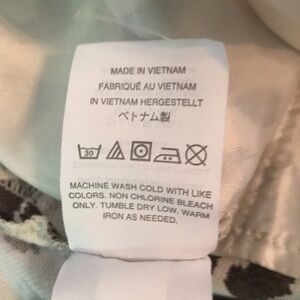 MADE IN VIETNAM
FABRIQUÉ AU VIETNAM
IN VIETNAM HERGESTELLT
ベトナム製
30
MACHINE WASH COLD WITH LIKE
COLORS. NON CHLORINE BLEACH
ONLY. TUMBLE DRY LOW. WARM
IRON AS NEEDED.